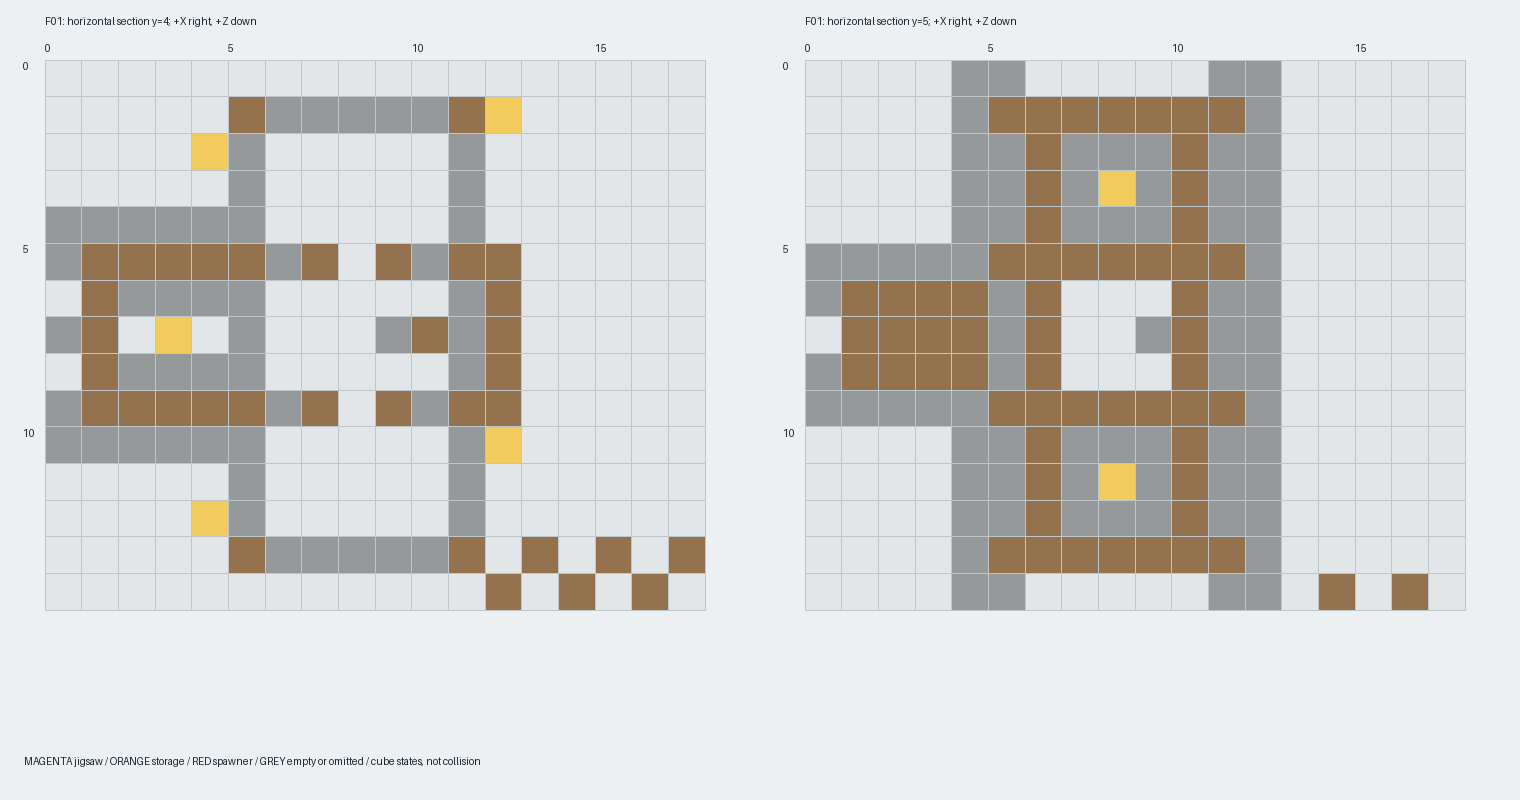 F01: horizontal section y=4; +X right, +Z down
F01: horizontal section y=5; +X right, +Z down
0 5 10 15
0 5 10 15
0
0
5
5
10
10
MAGENTA jigsaw / ORANGE storage / RED spawner / GREY empty or omitted / cube states, not collision